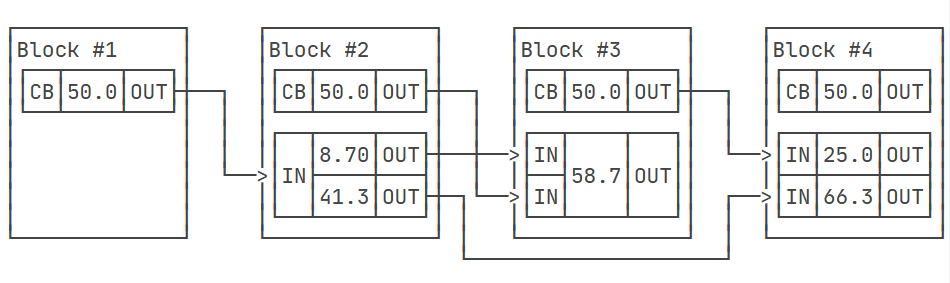 Block #1 Block #2 Block #3 Block #4
CB 50.0 OUT CB 50.0 OUT CB 50.0 OUT CB 50.0 OUT
8.70 OUT > IN > IN 25.0 OUT
> IN 58.7 OUT
41.3 OUT > IN > IN 66.3 OUT